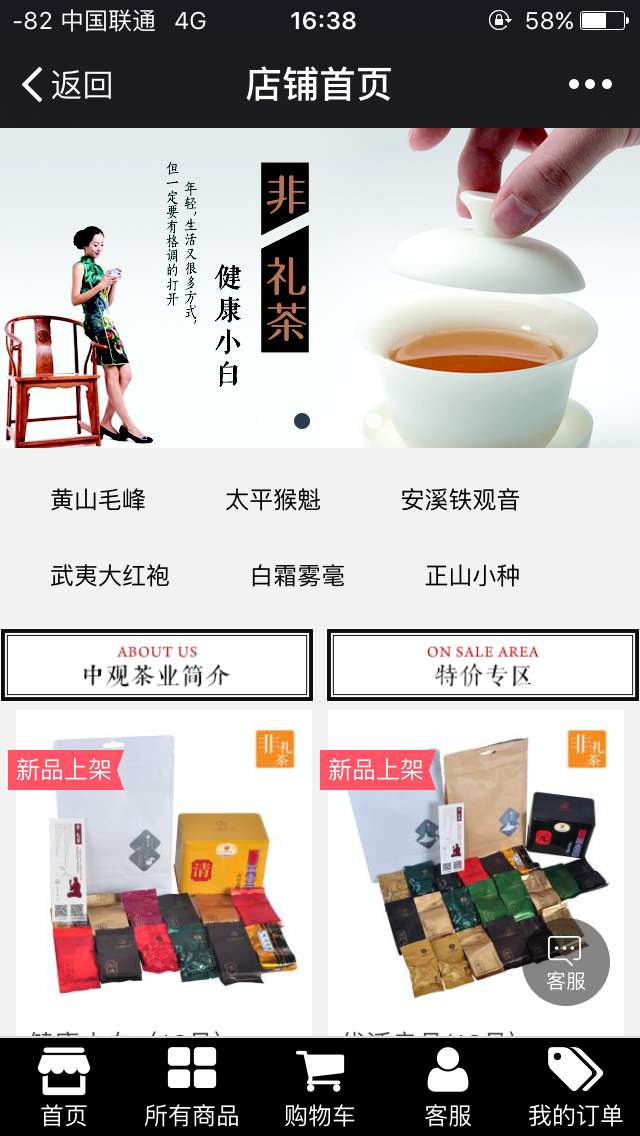 -82 中国联通 4G 16:38 58%
返回 店铺首页
非礼茶
健康小白
年轻,生活又很多方式,
但一定要有格调的打开
黄山毛峰 太平猴魁 安溪铁观音
武夷大红袍 白霜雾毫 正山小种
ABOUT US
中观茶业简介
ON SALE AREA
特价专区
非礼茶
新品上架
清
非礼茶
新品上架
客服
首页 所有商品 购物车 客服 我的订单